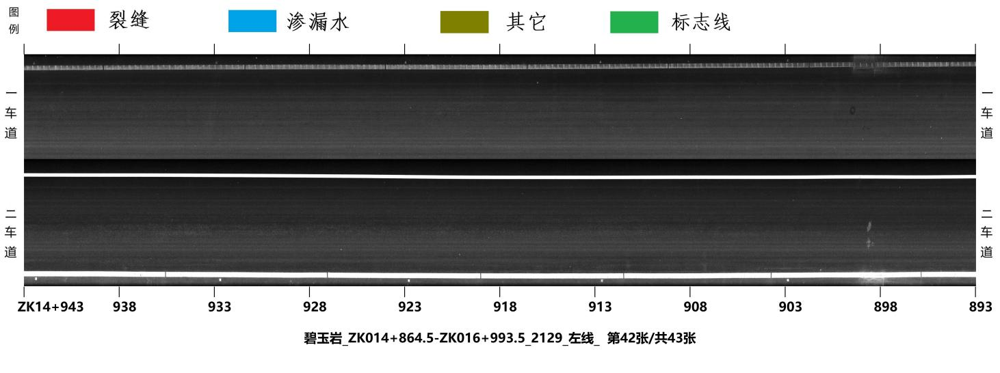 图例
裂缝 渗漏水 其它 标志线
一车道 一车道
二车道 二车道
ZK14+943 938 933 928 923 918 913 908 903 898 893
碧玉岩_ZK014+864.5-ZK016+993.5_2129_左线_ 第42张/共43张